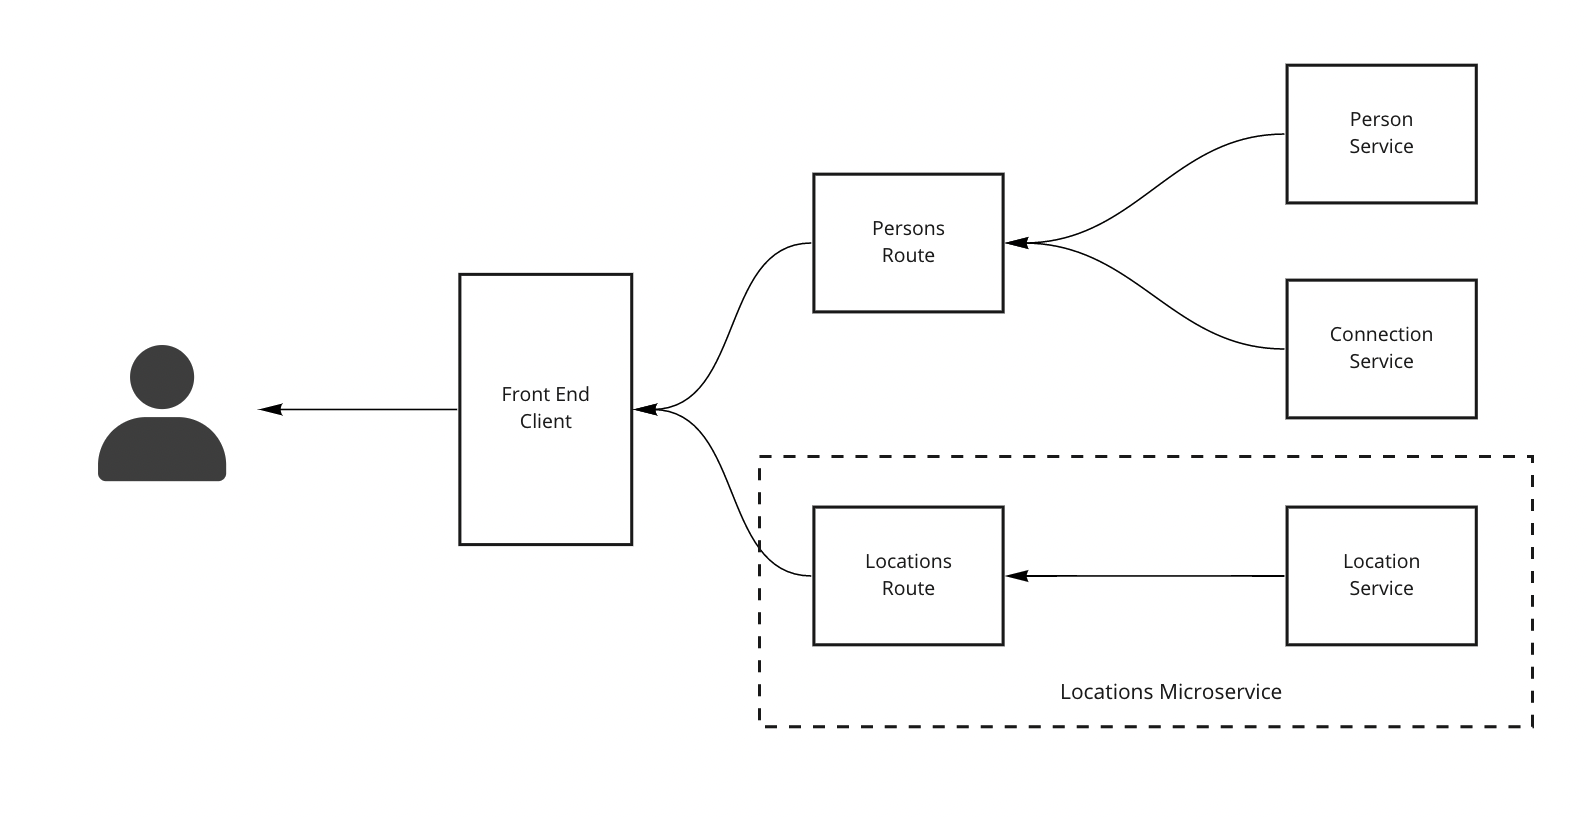 Person
Service
Persons
Route
Connection
Service
Front End
Client
Locations
Route
Location
Service
Locations Microservice